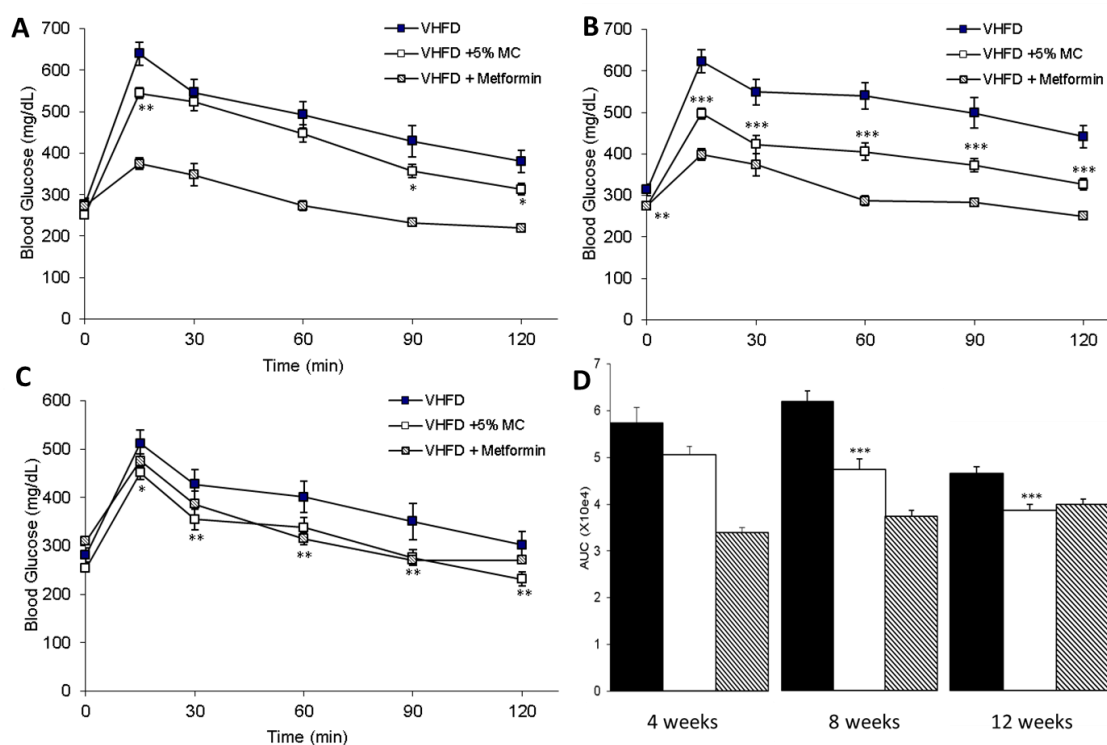 A
700
600
500
400
300
200
100
0
Blood Glucose (mg/dL)
0 30 60 90 120
Time (min)
VHFD
VHFD +5% MC
VHFD + Metformin
**
*
*
B
700
600
500
400
300
200
100
0
Blood Glucose (mg/dL)
0 30 60 90 120
Time (min)
VHFD
VHFD +5% MC
VHFD + Metformin
**
***
***
***
***
***
C
600
500
400
300
200
100
0
Blood Glucose (mg/dL)
0 30 60 90 120
Time (min)
VHFD
VHFD +5% MC
VHFD + Metformin
*
**
**
**
**
D
7
6
5
4
3
2
1
0
AUC (X10e4)
***
***
4 weeks 8 weeks 12 weeks